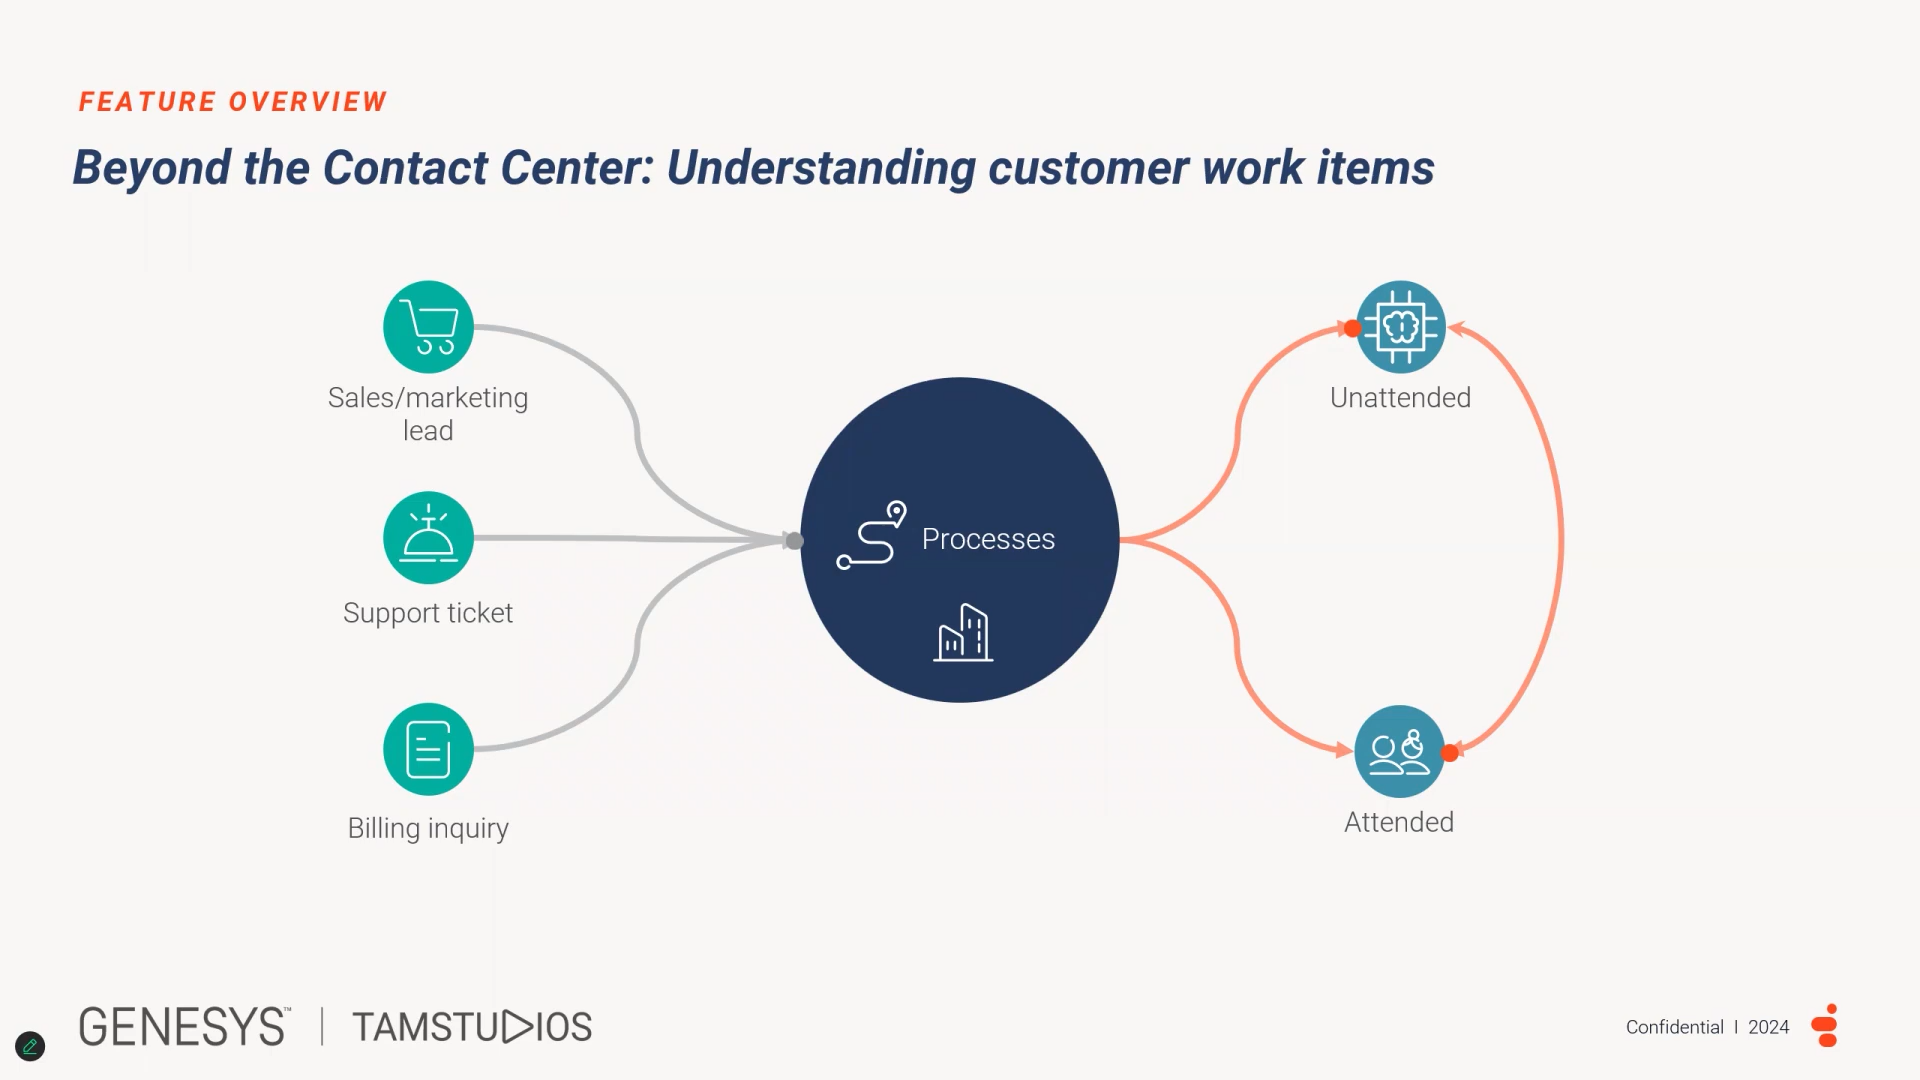 FEATURE OVERVIEW
Beyond the Contact Center: Understanding customer work items
Sales/marketing
lead
Support ticket
Billing inquiry
Processes
Unattended
Attended
GENESYS™ | TAMSTUDIOS
Confidential | 2024